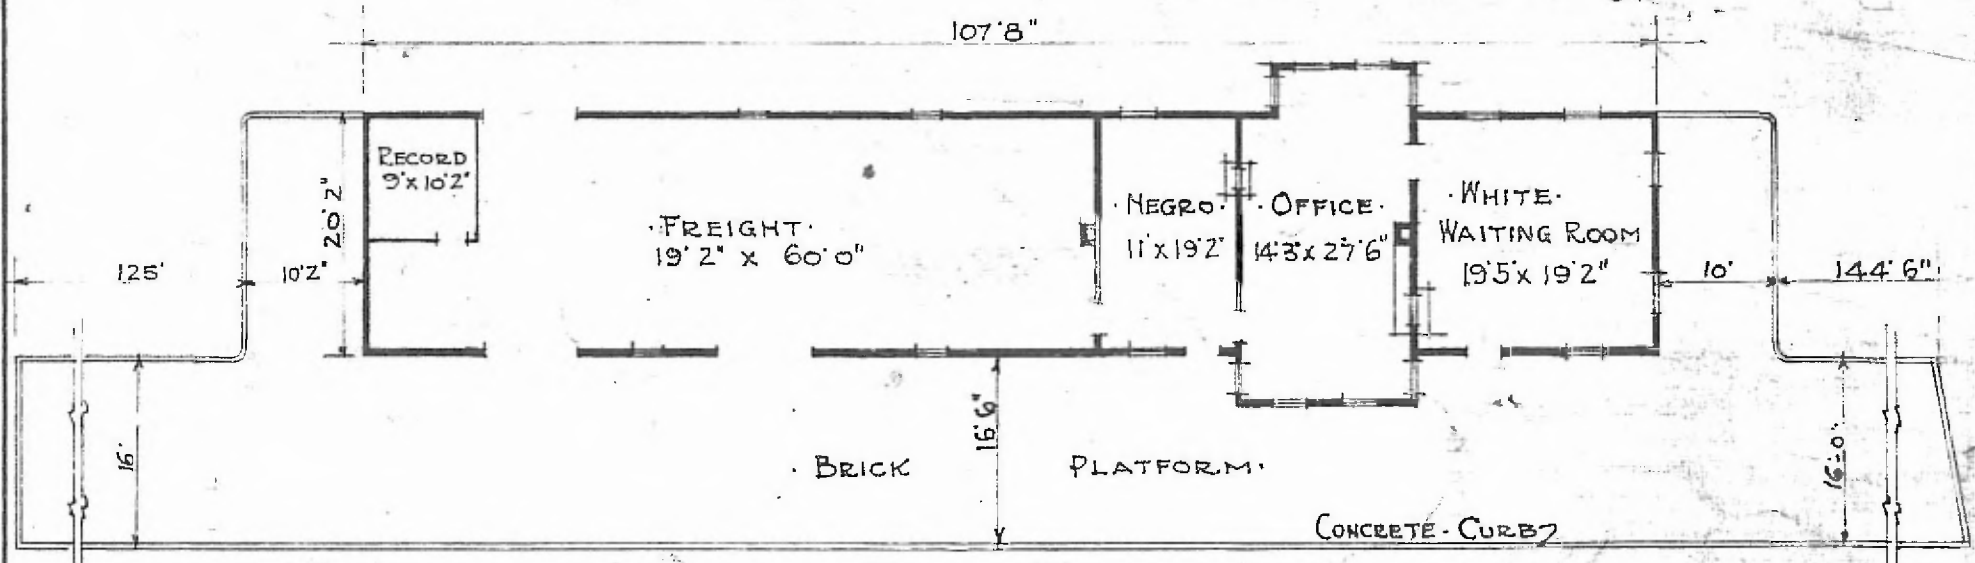 107'8"
RECORD
9'x10'2"
20'2"
·FREIGHT·
19'2" x 60'0"
·NEGRO·
11'x19'2"
·OFFICE·
14'3"x27'6"
·WHITE·
WAITING ROOM
19'5"x19'2"
125'
10'2"
10'
144'6"
16'
16'6"
16'-0"
·BRICK PLATFORM·
CONCRETE-CURB